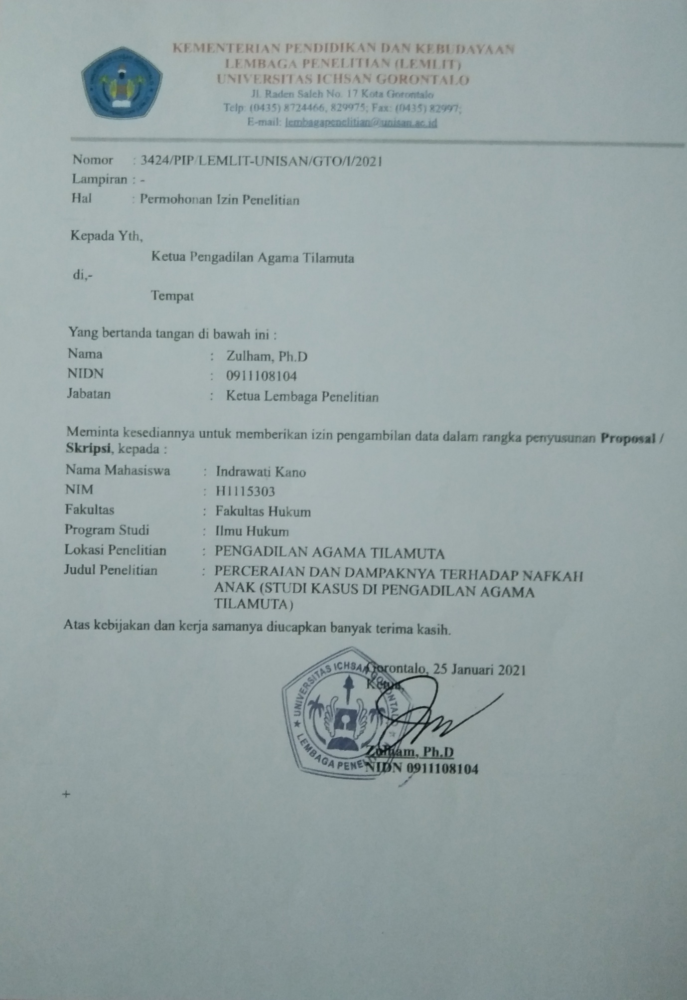 KEMENTERIAN PENDIDIKAN DAN KEBUDAYAAN
LEMBAGA PENELITIAN (LEMLIT)
UNIVERSITAS ICHSAN GORONTALO
Jl. Raden Saleh No. 17 Kota Gorontalo
Telp: (0435) 8724466, 829975; Fax: (0435) 82997;
E-mail: lembagapenelitian@unisan.ac.id
Nomor : 3424/PIP/LEMLIT-UNISAN/GTO/I/2021
Lampiran : -
Hal : Permohonan Izin Penelitian
Kepada Yth,
Ketua Pengadilan Agama Tilamuta
di,-
Tempat
Yang bertanda tangan di bawah ini :
Nama : Zulham, Ph.D
NIDN : 0911108104
Jabatan : Ketua Lembaga Penelitian
Meminta kesediannya untuk memberikan izin pengambilan data dalam rangka penyusunan Proposal /
Skripsi, kepada :
Nama Mahasiswa : Indrawati Kano
NIM : H1115303
Fakultas : Fakultas Hukum
Program Studi : Ilmu Hukum
Lokasi Penelitian : PENGADILAN AGAMA TILAMUTA
Judul Penelitian : PERCERAIAN DAN DAMPAKNYA TERHADAP NAFKAH
ANAK (STUDI KASUS DI PENGADILAN AGAMA
TILAMUTA)
Atas kebijakan dan kerja samanya diucapkan banyak terima kasih.
Gorontalo, 25 Januari 2021
Ketua,
UNIVERSITAS ICHSAN GORONTALO
LEMBAGA PENELITIAN
Zulham, Ph.D
NIDN 0911108104
+